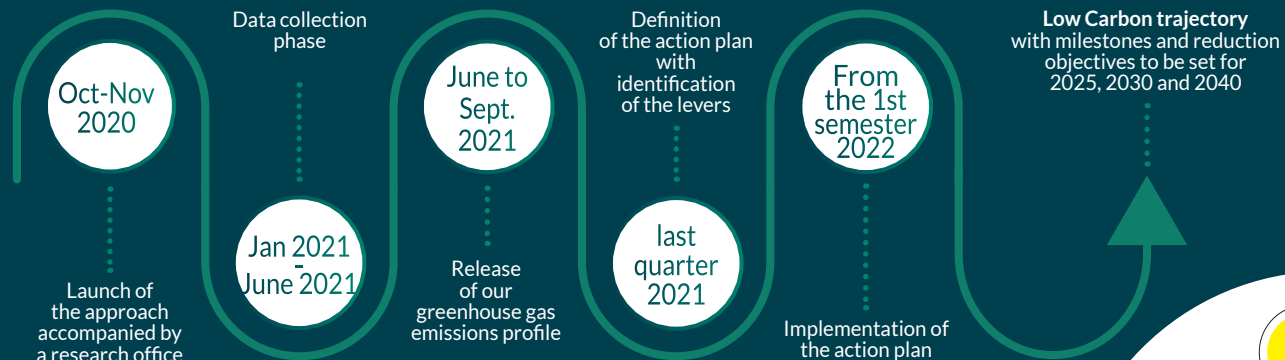 Oct-Nov
2020
Launch of
the approach
accompanied by
a research office
Data collection
phase
Jan 2021
-
June 2021
June to
Sept.
2021
Release
of our
greenhouse gas
emissions profile
Definition
of the action plan
with
identification
of the levers
last
quarter
2021
From
the 1st
semester
2022
Implementation of
the action plan
Low Carbon trajectory
with milestones and reduction
objectives to be set for
2025, 2030 and 2040